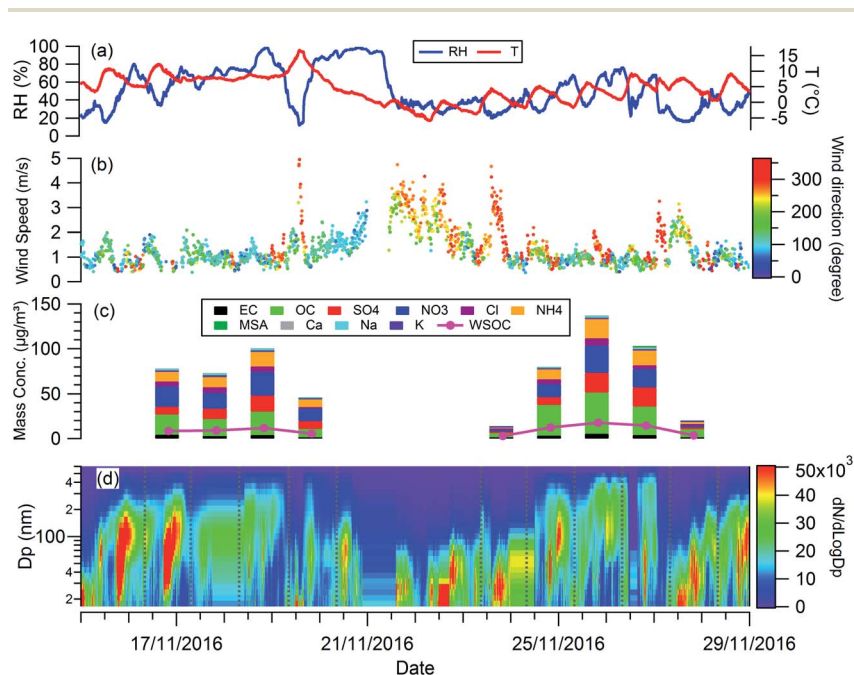 (a)
RH T
RH (%)
100
80
60
40
20
0
T (°C)
15
10
5
0
-5
(b)
Wind Speed (m/s)
5
4
3
2
1
0
Wind direction (degree)
300
200
100
0
(c)
Mass Conc. (µg/m³)
150
100
50
0
EC OC SO4 NO3 Cl NH4
MSA Ca Na K WSOC
(d)
Dp (nm)
4
2
100
4
2
dN/dLogDp
50x10³
40
30
20
10
0
17/11/2016 21/11/2016 25/11/2016 29/11/2016
Date